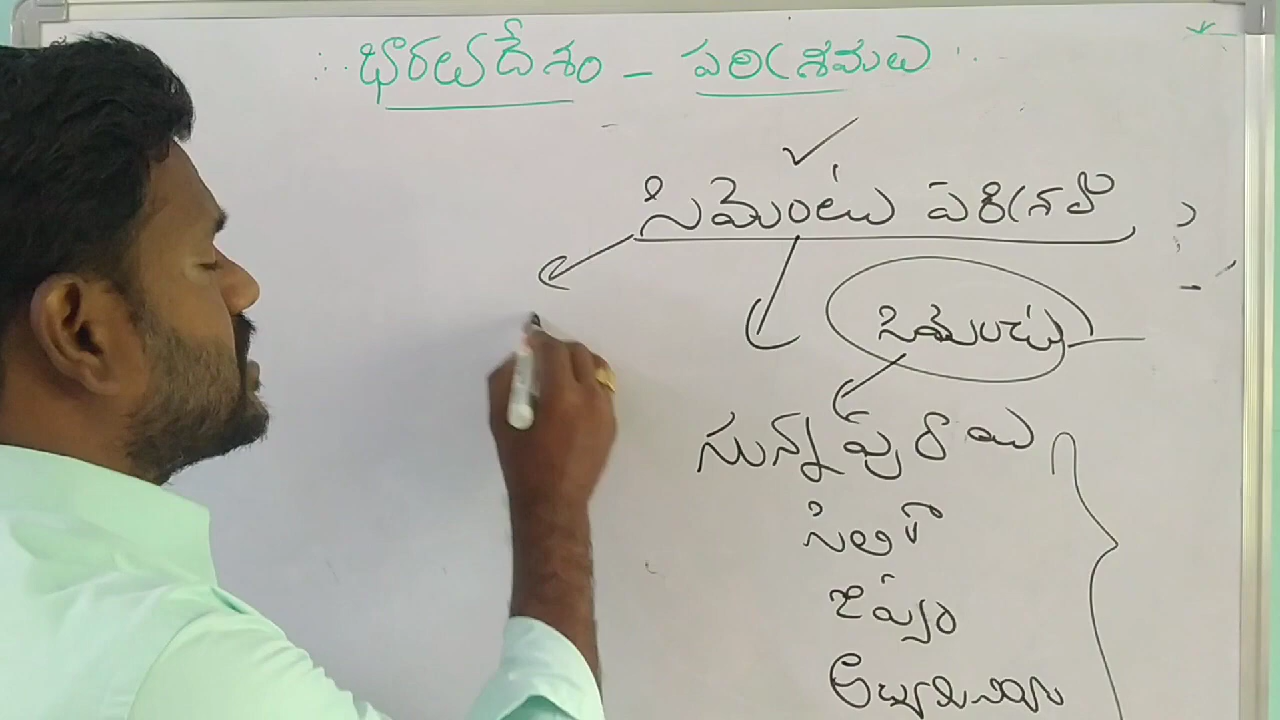 భారతదేశం - పరిశ్రమలు
సిమెంటు పరిశ్రమ
సిమెంటు
సున్నపురాయి
సిలికా
జిప్సం
అల్యూమినియం